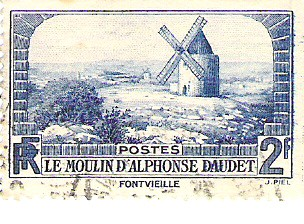 POSTES
RF LE MOULIN D'ALPHONSE DAUDET 2F
FONTVIEILLE J. PIEL